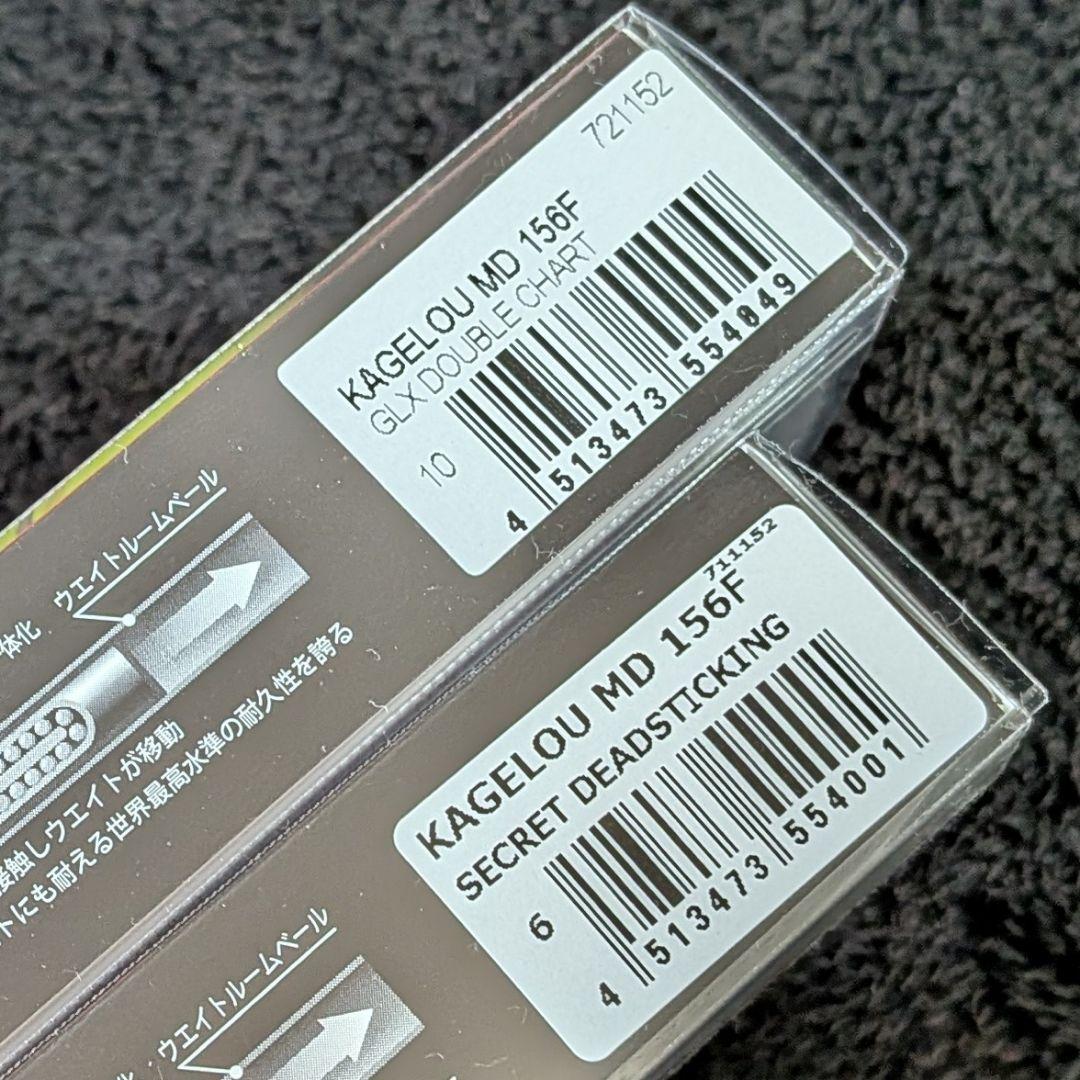 721152
KAGELOU MD 156F
GLX DOUBLE CHART
10
4 513473 554849
ウエイトルームベール
体化
接触しウエイトが移動
トにも耐える世界最高水準の耐久性を誇る
711152
KAGELOU MD 156F
SECRET DEADSTICKING
6
4 513473 554001
ウエイトルームベール